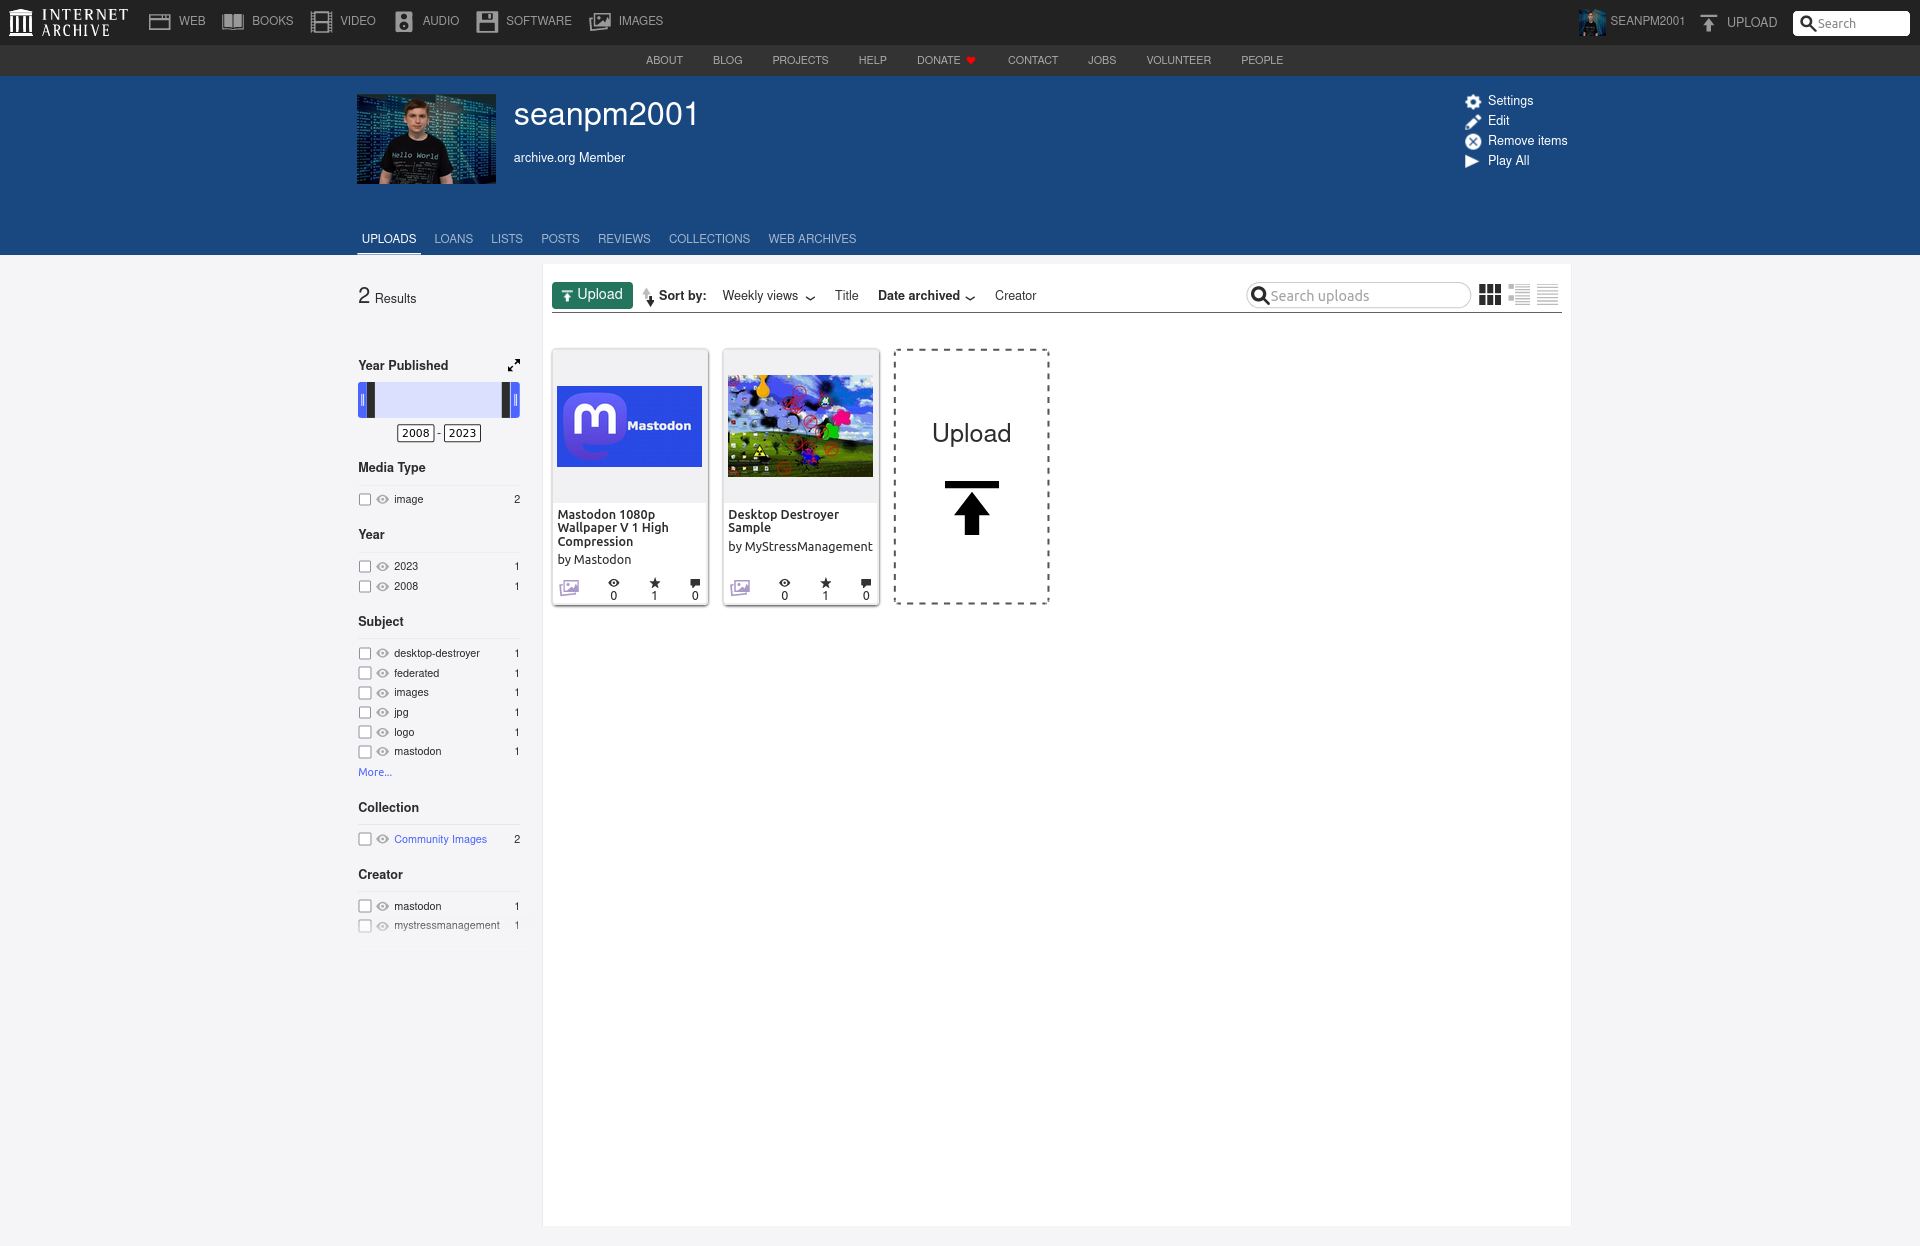 INTERNET ARCHIVE
WEB BOOKS VIDEO AUDIO SOFTWARE IMAGES SEANPM2001 UPLOAD Search
ABOUT BLOG PROJECTS HELP DONATE CONTACT JOBS VOLUNTEER PEOPLE
Hello World
seanpm2001
archive.org Member
Settings
Edit
Remove items
Play All
UPLOADS LOANS LISTS POSTS REVIEWS COLLECTIONS WEB ARCHIVES
2 Results
Upload Sort by: Weekly views Title Date archived Creator Search uploads
Year Published
2008 - 2023
Media Type
image 2
Year
2023 1
2008 1
Subject
desktop-destroyer 1
federated 1
images 1
jpg 1
logo 1
mastodon 1
More...
Collection
Community Images 2
Creator
mastodon 1
mystressmanagement 1
m Mastodon
Mastodon 1080p
Wallpaper V 1 High
Compression
by Mastodon
0 1 0
Desktop Destroyer
Sample
by MyStressManagement
0 1 0
Upload